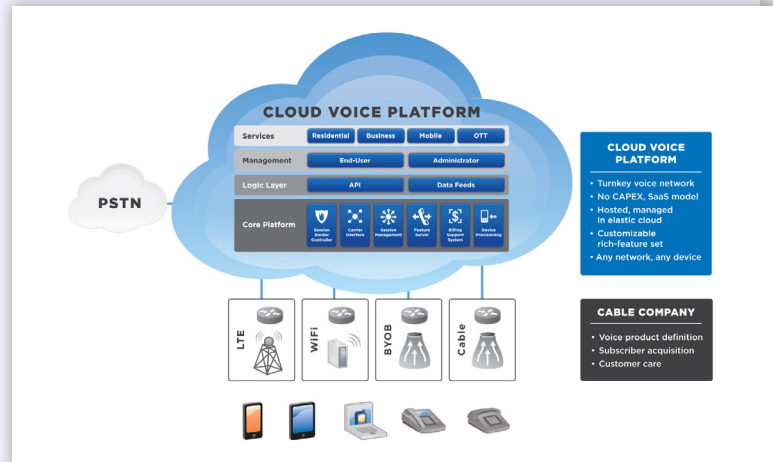 CLOUD VOICE PLATFORM
Services
Residential
Business
Mobile
OTT
Management
End-User
Administrator
Logic Layer
API
Data Feeds
Core Platform
Session
Border
Controller
Carrier
Interface
Session
Management
Feature
Server
Billing
Support
System
Device
Provisioning
PSTN
LTE
WiFi
BYOB
Cable
CLOUD VOICE
PLATFORM
• Turnkey voice network
• No CAPEX, SaaS model
• Hosted, managed
in elastic cloud
• Customizable
rich-feature set
• Any network, any device
CABLE COMPANY
• Voice product definition
• Subscriber acquisition
• Customer care